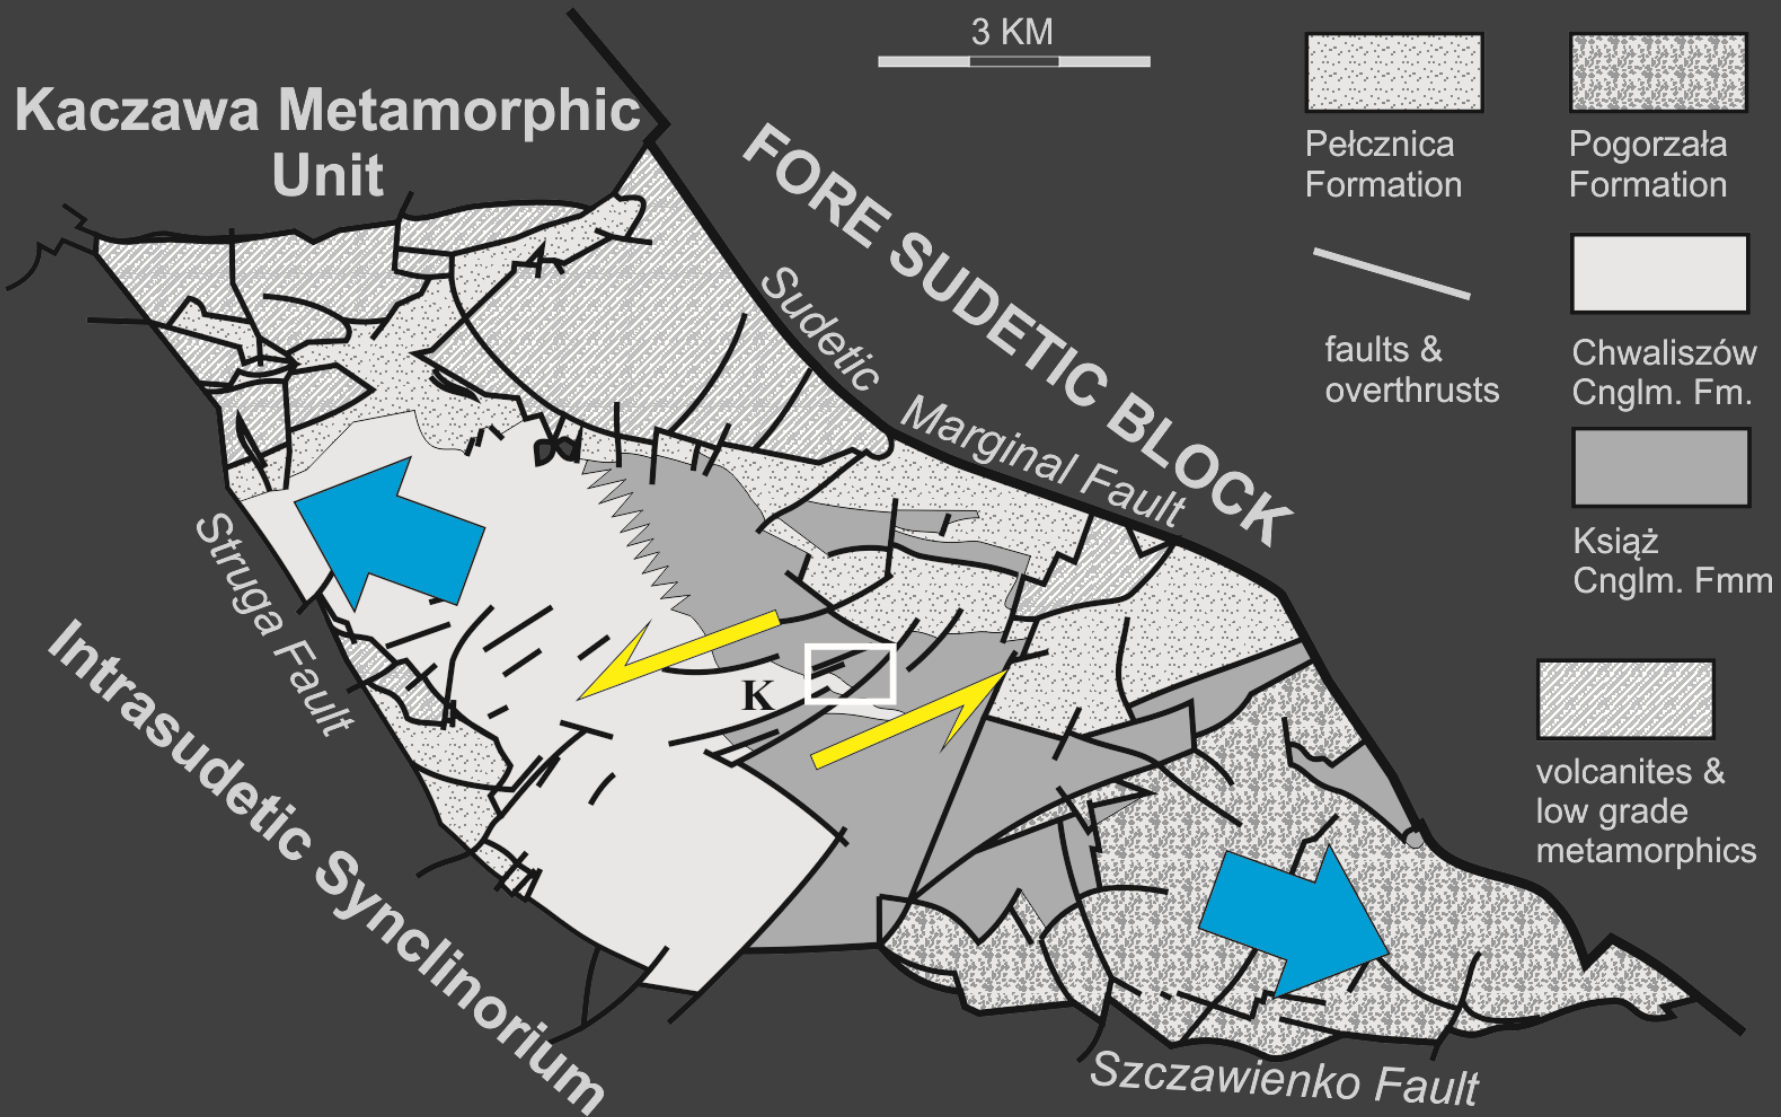 3 KM
Kaczawa Metamorphic
Unit
FORE SUDETIC BLOCK
Sudetic
Marginal Fault
Struga Fault
Intrasudetic Synclinorium
K
Szczawienko Fault
Pełcznica
Formation
Pogorzała
Formation
faults &
overthrusts
Chwaliszów
Cnglm. Fm.
Książ
Cnglm. Fmm
volcanites &
low grade
metamorphics